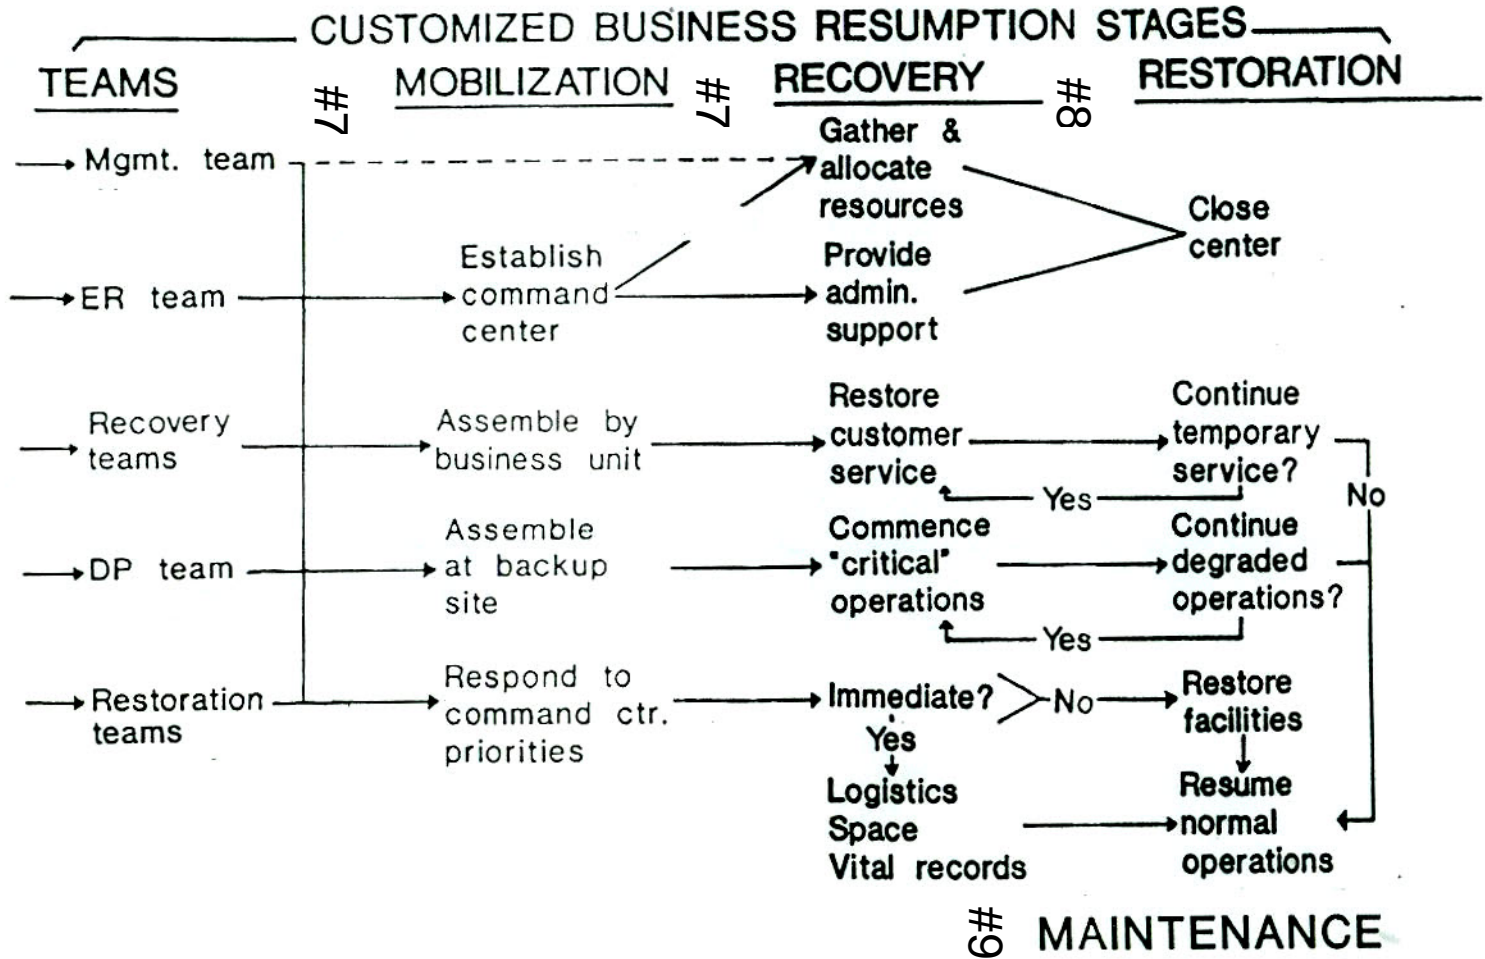 CUSTOMIZED BUSINESS RESUMPTION STAGES
TEAMS
#7
MOBILIZATION
#7
RECOVERY
#8
RESTORATION
Mgmt. team
Gather &
allocate
resources
Close
center
ER team
Establish
command
center
Provide
admin.
support
Recovery
teams
Assemble by
business unit
Restore
customer
service
Continue
temporary
service?
Yes
No
DP team
Assemble
at backup
site
Commence
"critical"
operations
Continue
degraded
operations?
Yes
Restoration
teams
Respond to
command ctr.
priorities
Immediate?
No
Restore
facilities
Yes
Logistics
Space
Vital records
Resume
normal
operations
#9
MAINTENANCE